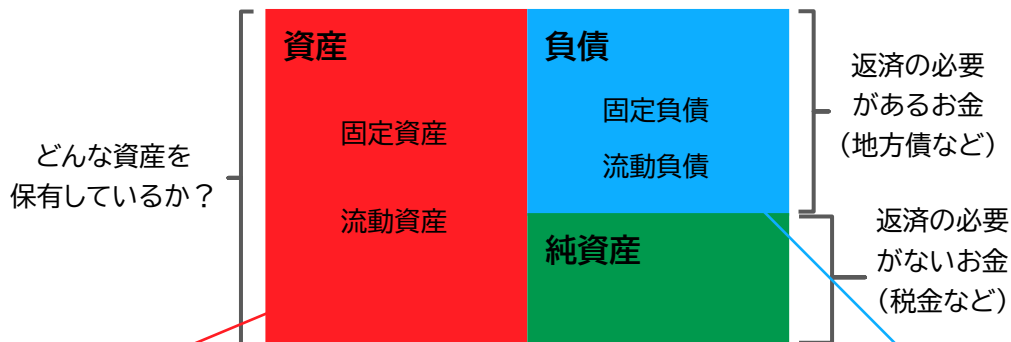 どんな資産を
保有しているか？
資産
固定資産
流動資産
負債
固定負債
流動負債
純資産
返済の必要
があるお金
（地方債など）
返済の必要
がないお金
（税金など）